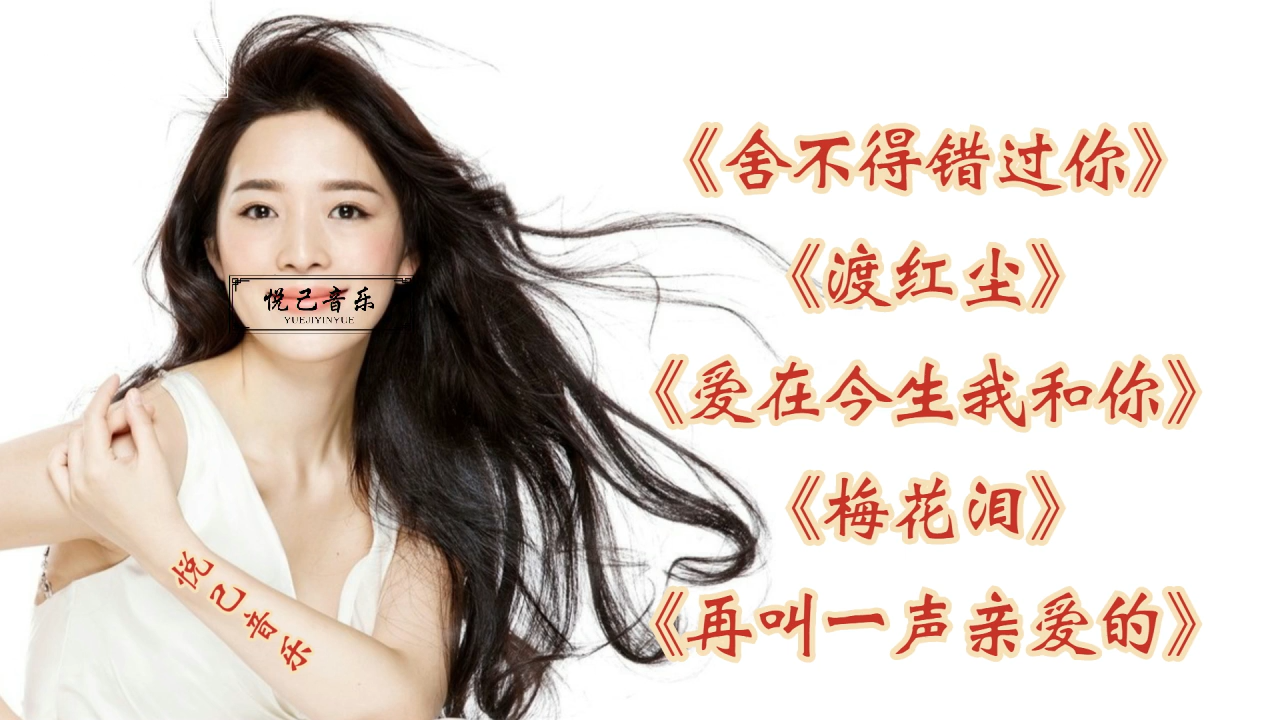 《舍不得错过你》
《渡红尘》
《爱在今生我和你》
《梅花泪》
《再叫一声亲爱的》
悦己音乐
YUEJIYINYUE
悦己音乐